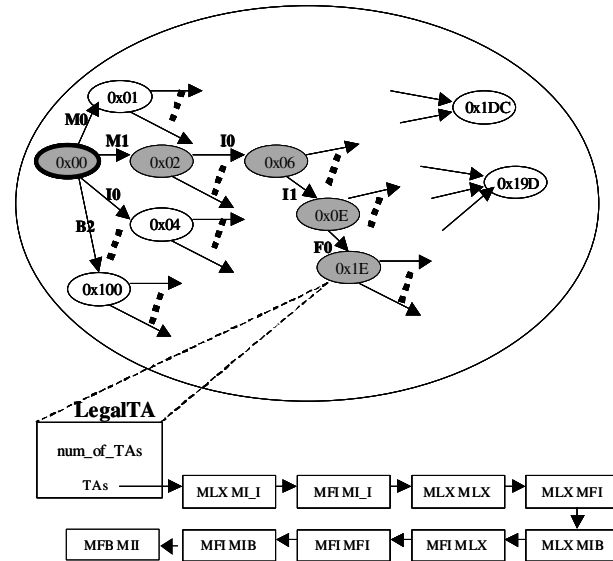 0x01
0x1DC
M0
M1
I0
0x00
0x02
0x06
I1
0x19D
I0
0x0E
B2
0x04
F0
0x1E
0x100
LegalTA
num_of_TAs
TAs
MLX MI_I
MFI MI_I
MLX MLX
MLX MFI
MFB MII
MFI MIB
MFI MFI
MFI MLX
MLX MIB